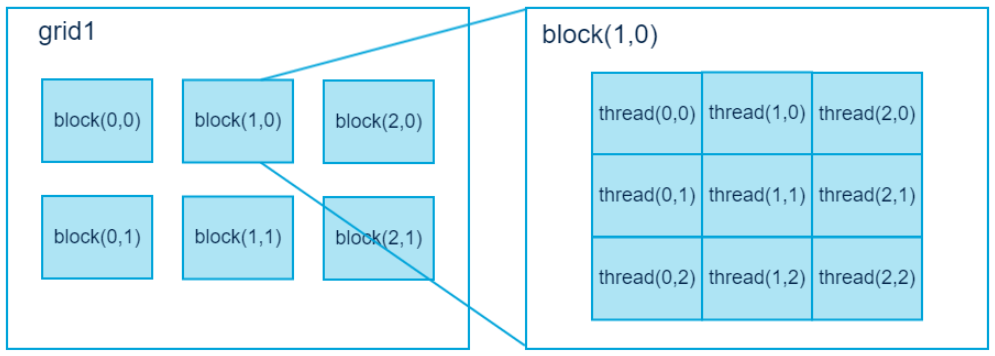 grid1
block(0,0) block(1,0) block(2,0)
block(0,1) block(1,1) block(2,1)
block(1,0)
thread(0,0) thread(1,0) thread(2,0)
thread(0,1) thread(1,1) thread(2,1)
thread(0,2) thread(1,2) thread(2,2)